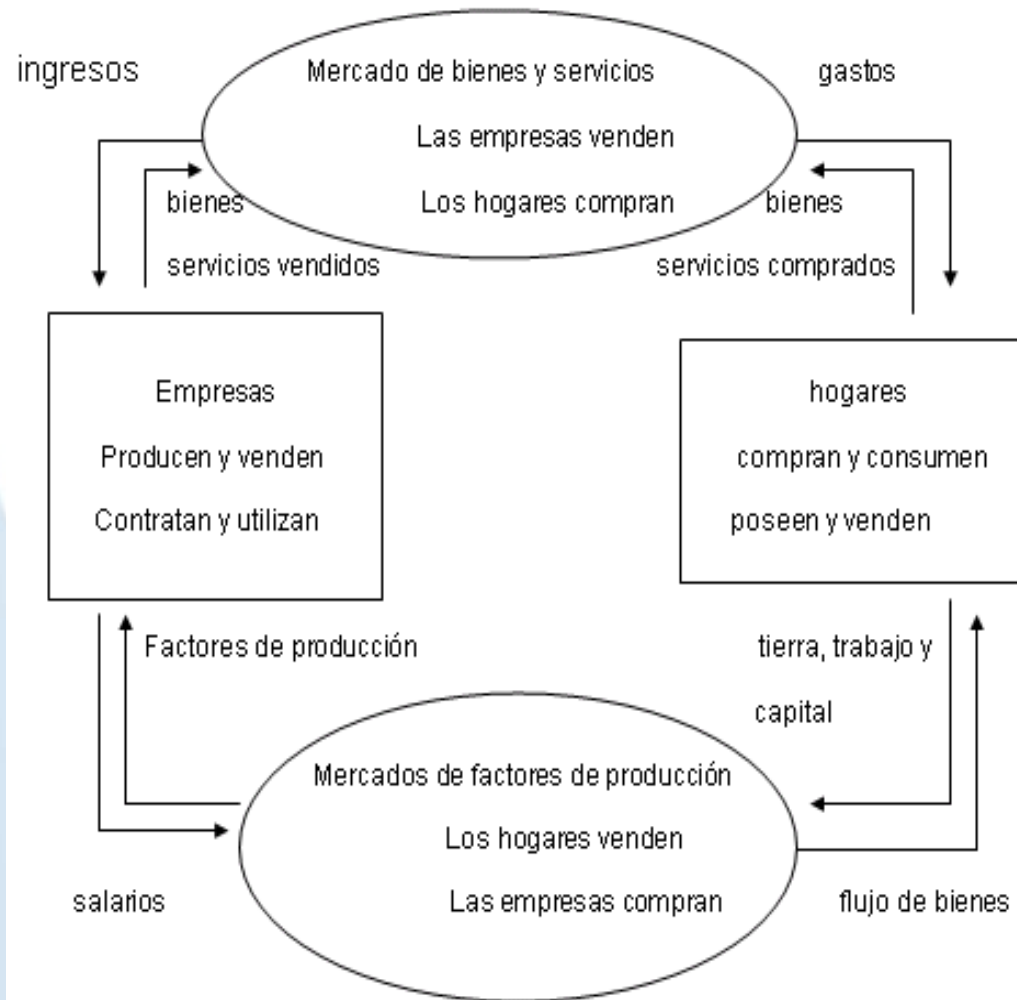 ingresos
Mercado de bienes y servicios
gastos
Las empresas venden
Los hogares compran
bienes
bienes
servicios vendidos
servicios comprados
Empresas
Producen y venden
Contratan y utilizan
hogares
compran y consumen
poseen y venden
Factores de producción
tierra, trabajo y
capital
Mercados de factores de producción
Los hogares venden
Las empresas compran
salarios
flujo de bienes